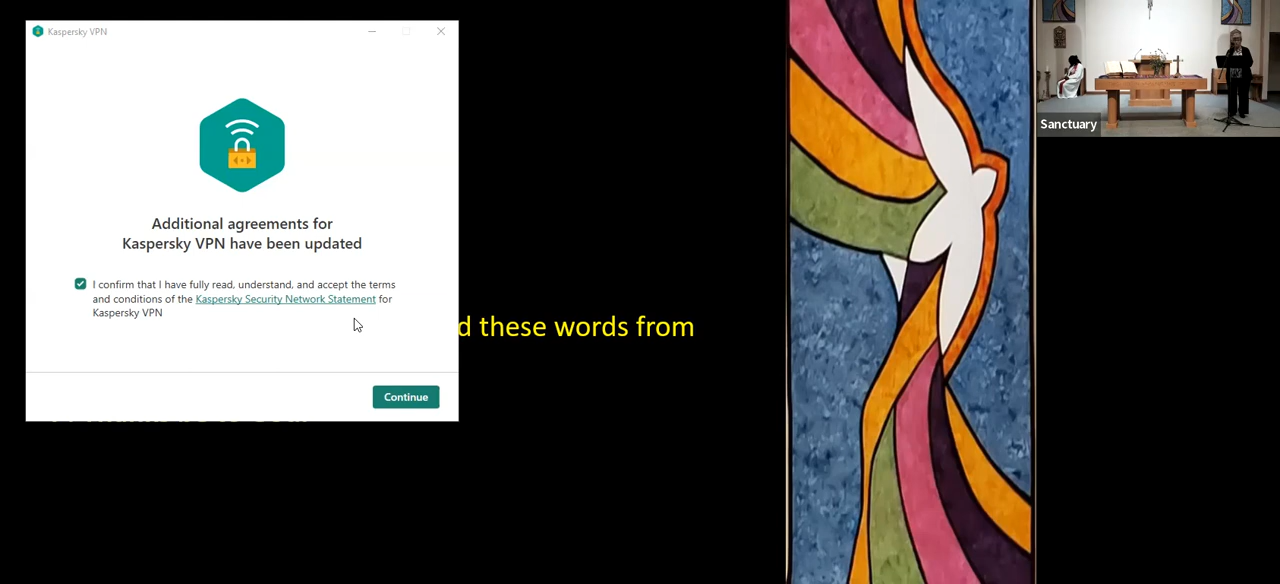 Kaspersky VPN
Additional agreements for
Kaspersky VPN have been updated
I confirm that I have fully read, understand, and accept the terms
and conditions of the Kaspersky Security Network Statement for
Kaspersky VPN
Continue
these words from
Sanctuary